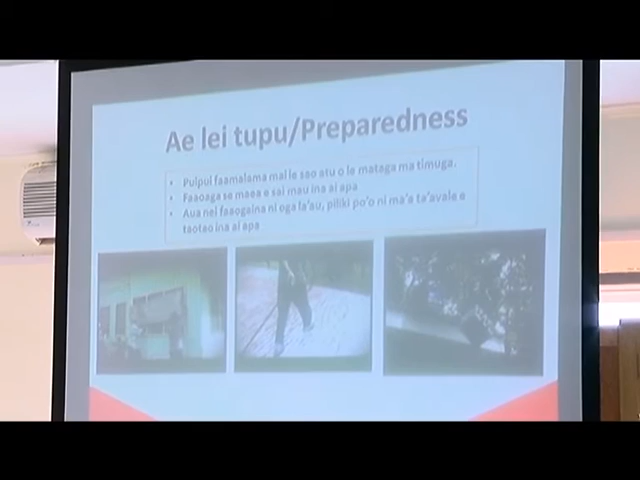 Ae lei tupu/Preparedness
• Puipui faamalama mai le sao atu o le matagi ma timuga.
• Faaoga se maea e sai mau ina ai apa
• Aua nei faaogaina ni oga la'au, piliki po'o ni ma'a ta'avale e
taotao ina ai apa